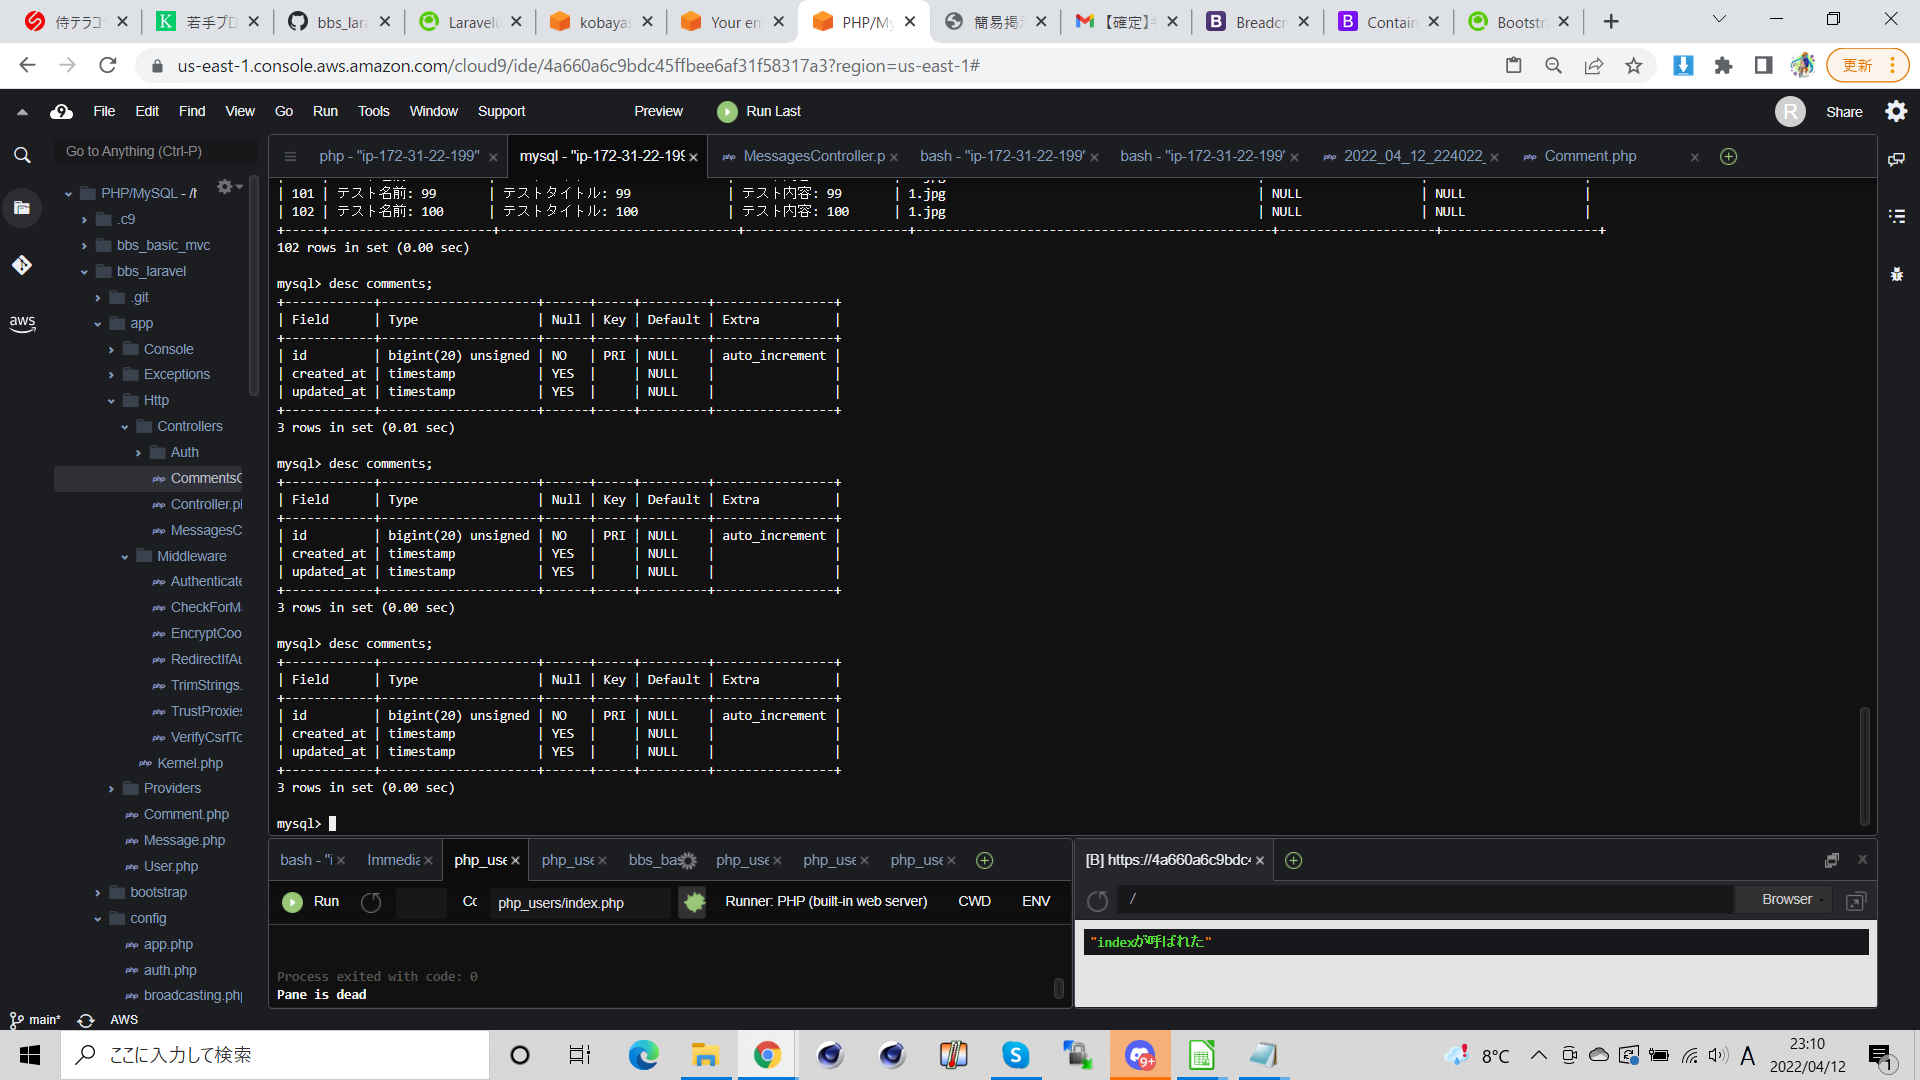 侍テラコ
若手プロ
bbs_lara
Laravel
kobayas
Your en
PHP/My
簡易掲示
【確定】
Breadcr
Contain
Bootstr
us-east-1.console.aws.amazon.com/cloud9/ide/4a660a6c9bdc45ffbee6af31f58317a3?region=us-east-1#
更新
File Edit Find View Go Run Tools Window Support Preview Run Last
R Share
Go to Anything (Ctrl-P)
php - "ip-172-31-22-199"
mysql - "ip-172-31-22-199
MessagesController.p
bash - "ip-172-31-22-199"
bash - "ip-172-31-22-199"
2022_04_12_224022_
Comment.php
aws
PHP/MySQL - /h
.c9
bbs_basic_mvc
bbs_laravel
.git
app
Console
Exceptions
Http
Controllers
Auth
CommentsC
Controller.pl
MessagesC
Middleware
Authenticate
CheckForMa
EncryptCoo
RedirectIfAu
TrimStrings.
TrustProxies
VerifyCsrfTo
Kernel.php
Providers
Comment.php
Message.php
User.php
bootstrap
config
app.php
auth.php
broadcasting.php
| 101 | テスト名前: 99 | テストタイトル: 99 | テスト内容: 99 | 1.jpg | NULL | NULL |
| 102 | テスト名前: 100 | テストタイトル: 100 | テスト内容: 100 | 1.jpg | NULL | NULL |
102 rows in set (0.00 sec)
mysql> desc comments;
| Field | Type | Null | Key | Default | Extra |
| id | bigint(20) unsigned | NO | PRI | NULL | auto_increment |
| created_at | timestamp | YES | | NULL | |
| updated_at | timestamp | YES | | NULL | |
3 rows in set (0.01 sec)
mysql> desc comments;
| Field | Type | Null | Key | Default | Extra |
| id | bigint(20) unsigned | NO | PRI | NULL | auto_increment |
| created_at | timestamp | YES | | NULL | |
| updated_at | timestamp | YES | | NULL | |
3 rows in set (0.00 sec)
mysql> desc comments;
| Field | Type | Null | Key | Default | Extra |
| id | bigint(20) unsigned | NO | PRI | NULL | auto_increment |
| created_at | timestamp | YES | | NULL | |
| updated_at | timestamp | YES | | NULL | |
3 rows in set (0.00 sec)
mysql>
bash - "i
Immedia
php_use
php_use
bbs_bas
php_use
php_use
php_use
[B] https://4a660a6c9bdc4
Run
Cc
php_users/index.php
Runner: PHP (built-in web server)
CWD
ENV
/
Browser
"indexが呼ばれた"
Process exited with code: 0
Pane is dead
main*
AWS
ここに入力して検索
9+
8°C
A
23:10
2022/04/12
1